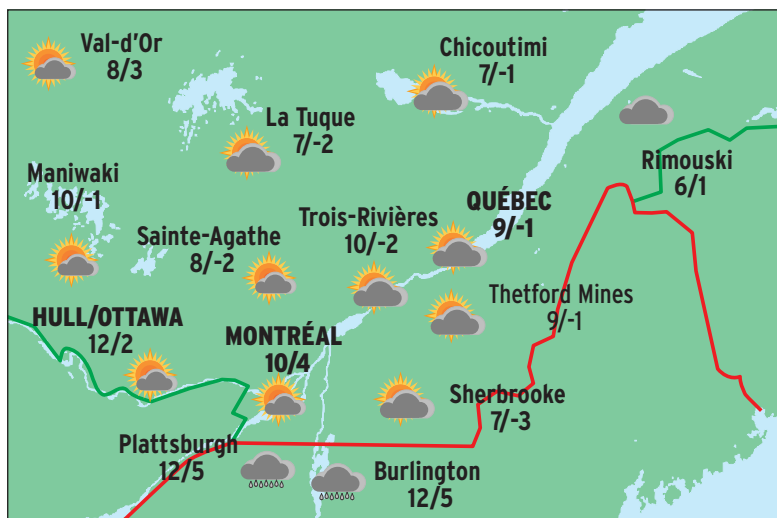 Val-d'Or
8/3
Chicoutimi
7/-1
La Tuque
7/-2
Rimouski
6/1
Maniwaki
10/-1
QUÉBEC
9/-1
Trois-Rivières
10/-2
Sainte-Agathe
8/-2
Thetford Mines
9/-1
HULL/OTTAWA
12/2
MONTRÉAL
10/4
Sherbrooke
7/-3
Plattsburgh
12/5
Burlington
12/5